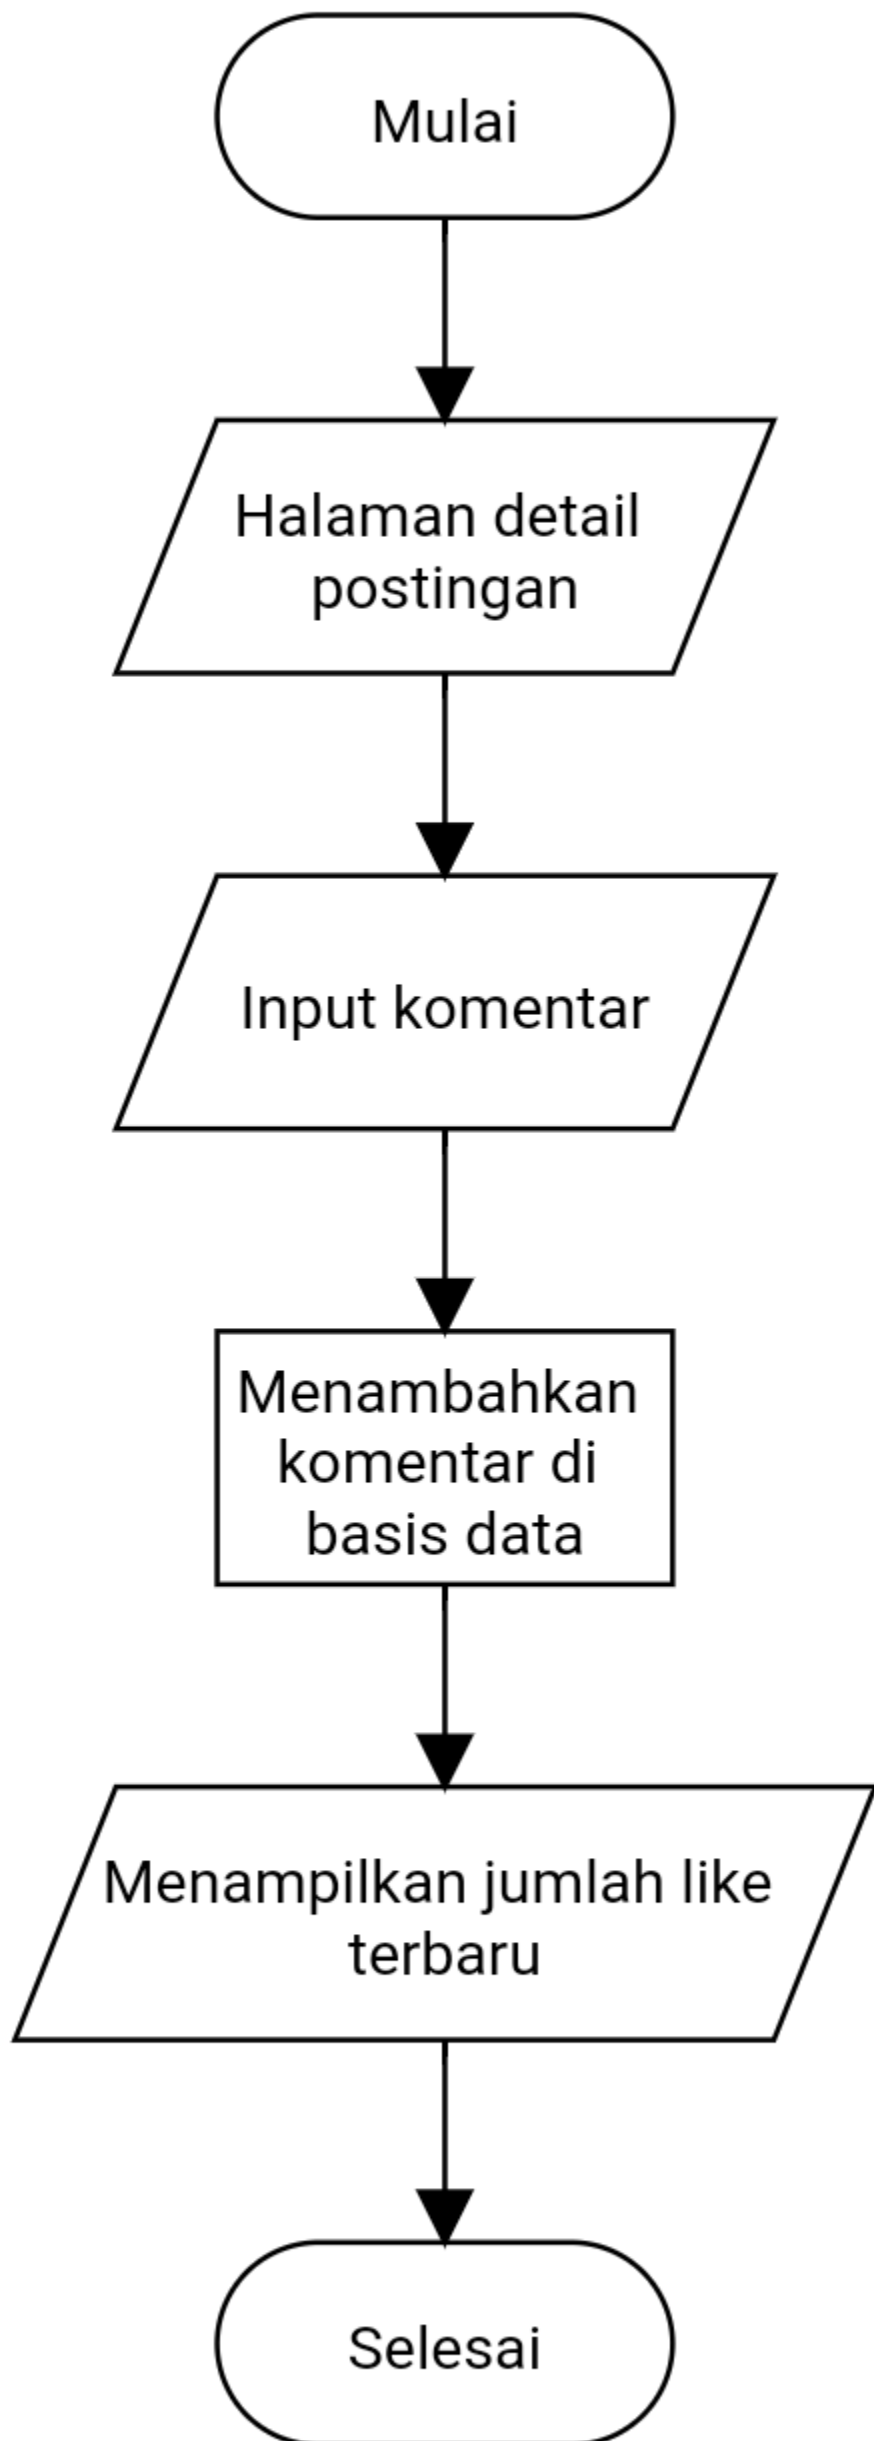 Mulai
Halaman detail
postingan
Input komentar
Menambahkan
komentar di
basis data
Menampilkan jumlah like
terbaru
Selesai